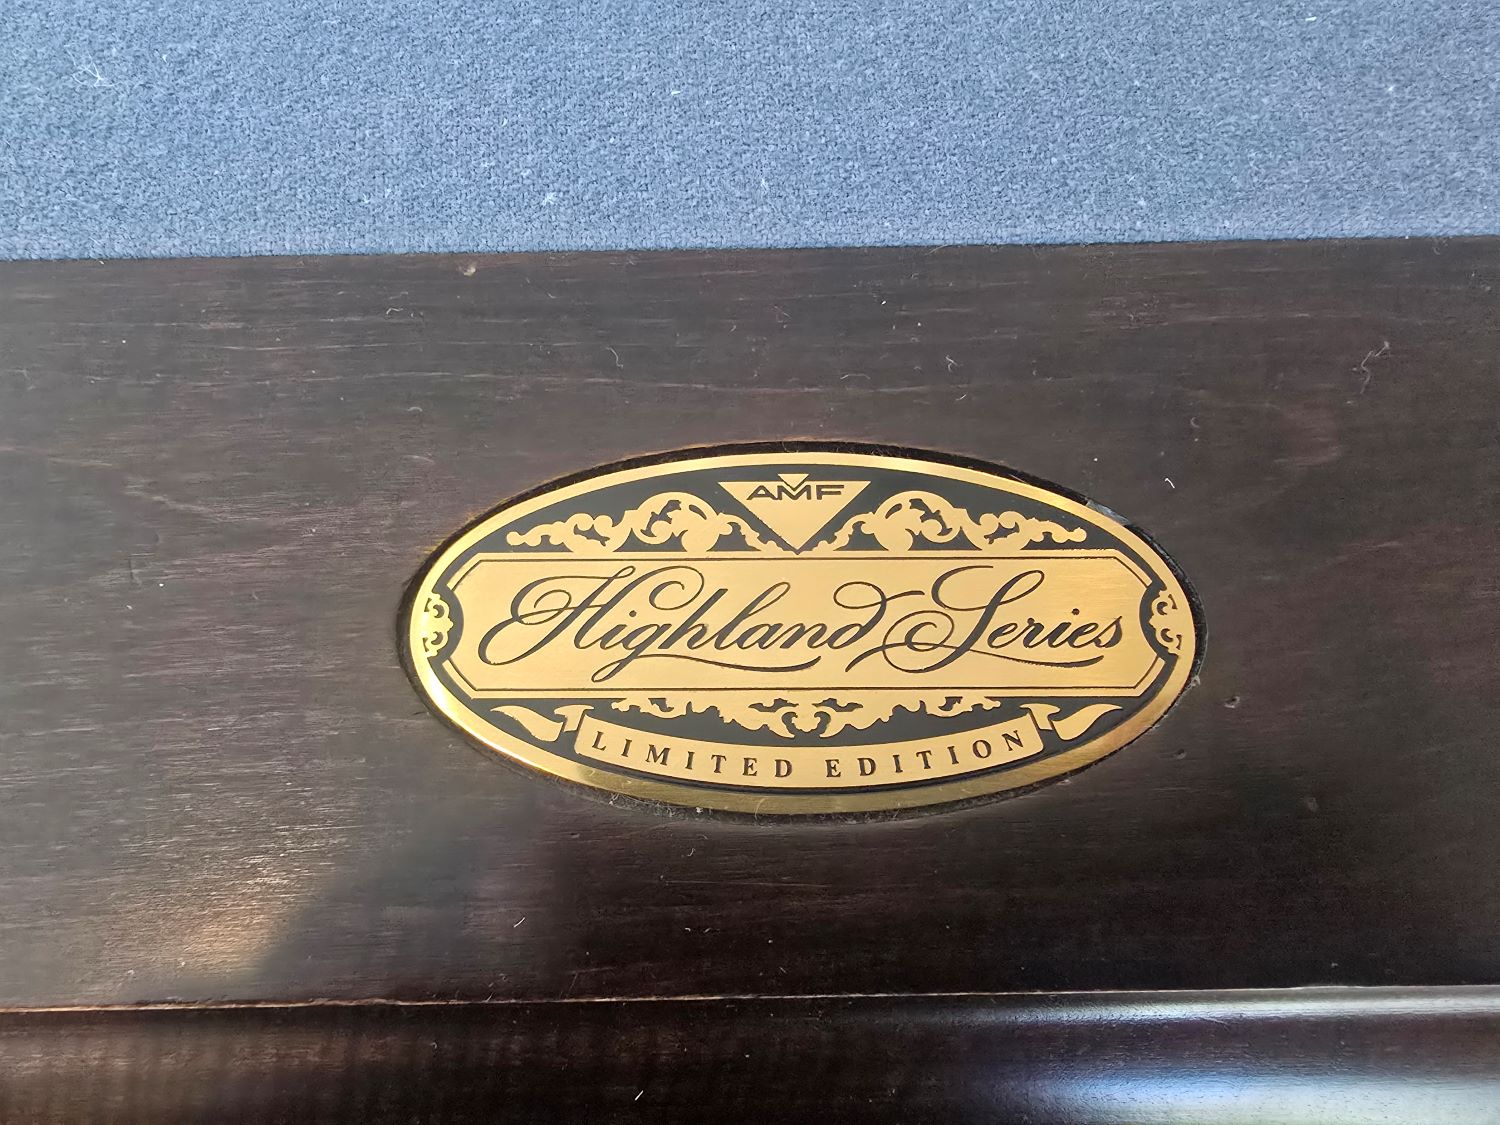 AMF
Highland Series
LIMITED EDITION